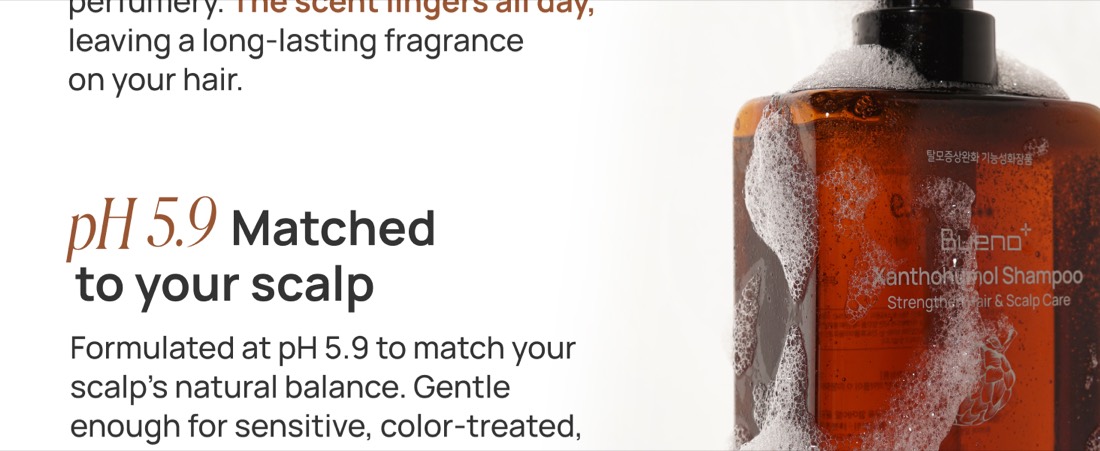 perfumery. The scent lingers all day,
leaving a long-lasting fragrance
on your hair.
pH 5.9 Matched
to your scalp
Formulated at pH 5.9 to match your
scalp's natural balance. Gentle
enough for sensitive, color-treated,
탈모증상완화 기능성화장품
Bueno+
Xanthohumol Shampoo
Strengthen Hair & Scalp Care